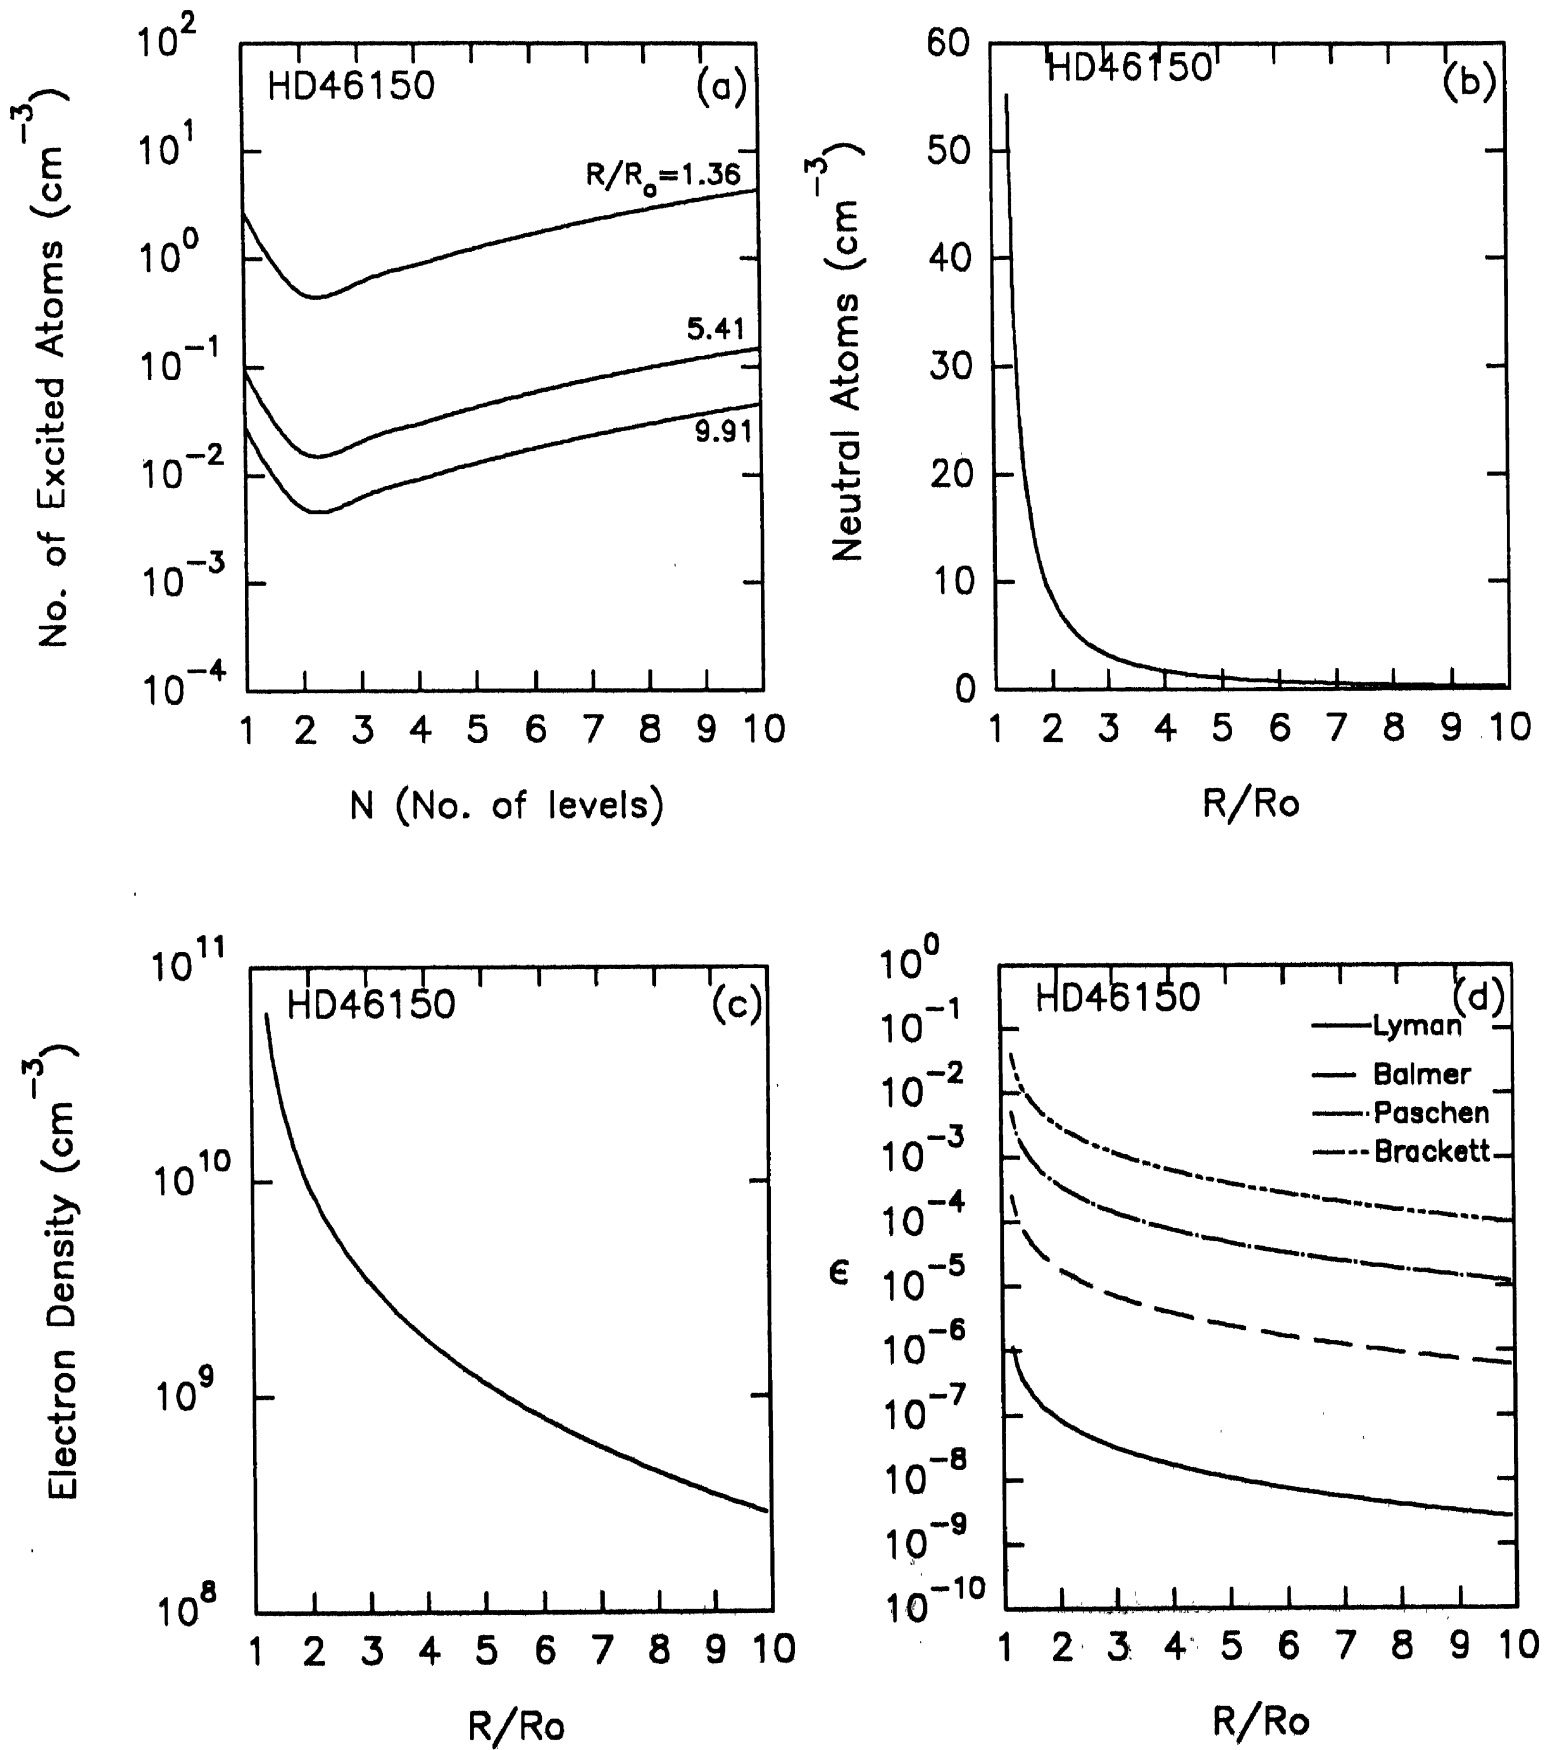 No. of Excited Atoms (cm⁻³)
10²
10¹
10⁰
10⁻¹
10⁻²
10⁻³
10⁻⁴
HD46150 (a)
R/R₀=1.36
5.41
9.91
1 2 3 4 5 6 7 8 9 10
N (No. of levels)
Neutral Atoms (cm⁻³)
60
50
40
30
20
10
0
HD46150 (b)
1 2 3 4 5 6 7 8 9 10
R/Ro
Electron Density (cm⁻³)
10¹¹
10¹⁰
10⁹
10⁸
HD46150 (c)
1 2 3 4 5 6 7 8 9 10
R/Ro
ϵ
10⁰
10⁻¹
10⁻²
10⁻³
10⁻⁴
10⁻⁵
10⁻⁶
10⁻⁷
10⁻⁸
10⁻⁹
10⁻¹⁰
HD46150 (d)
Lyman
Balmer
Paschen
Brackett
1 2 3 4 5 6 7 8 9 10
R/Ro